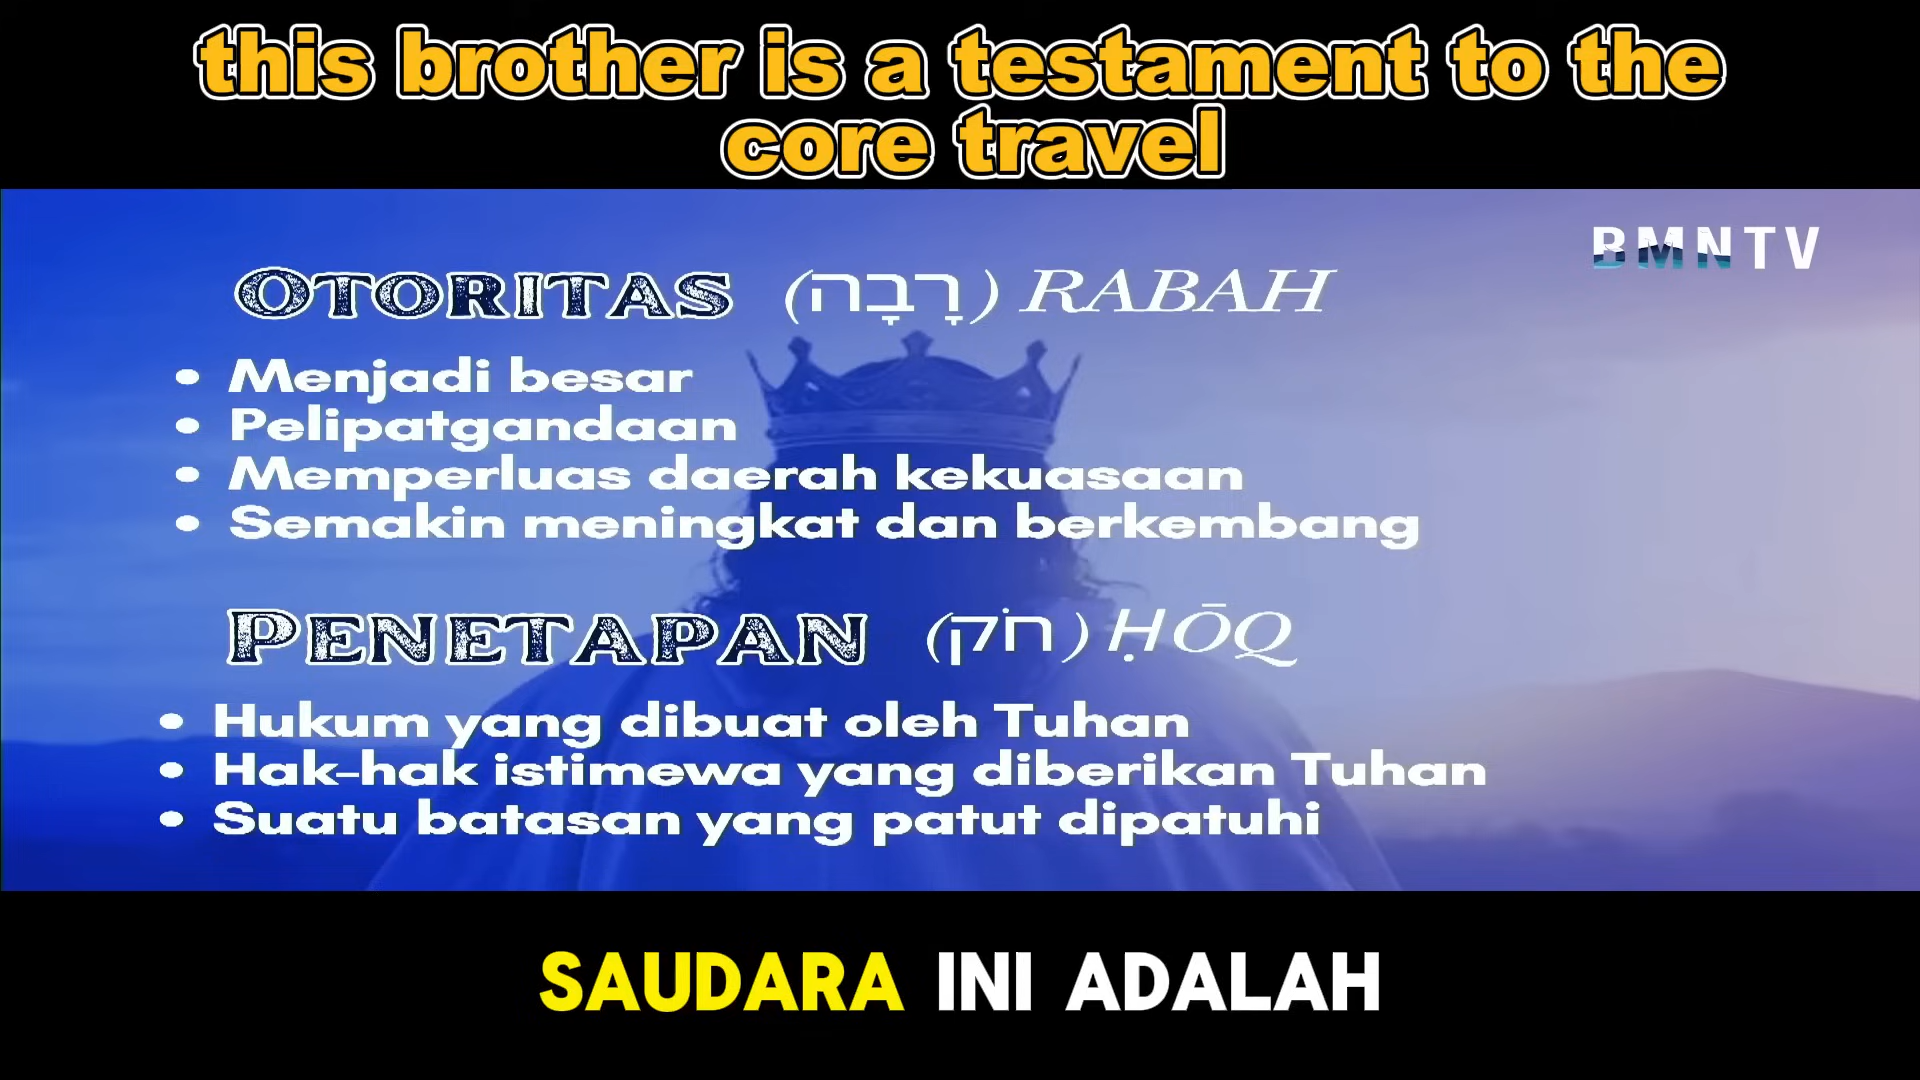 this brother is a testament to the
core travel
BMNTV
OTORITAS (רָבָה) RABAH
• Menjadi besar
• Pelipatgandaan
• Memperluas daerah kekuasaan
• Semakin meningkat dan berkembang
PENETAPAN (חֹק) ḤŌQ
• Hukum yang dibuat oleh Tuhan
• Hak-hak istimewa yang diberikan Tuhan
• Suatu batasan yang patut dipatuhi
SAUDARA INI ADALAH